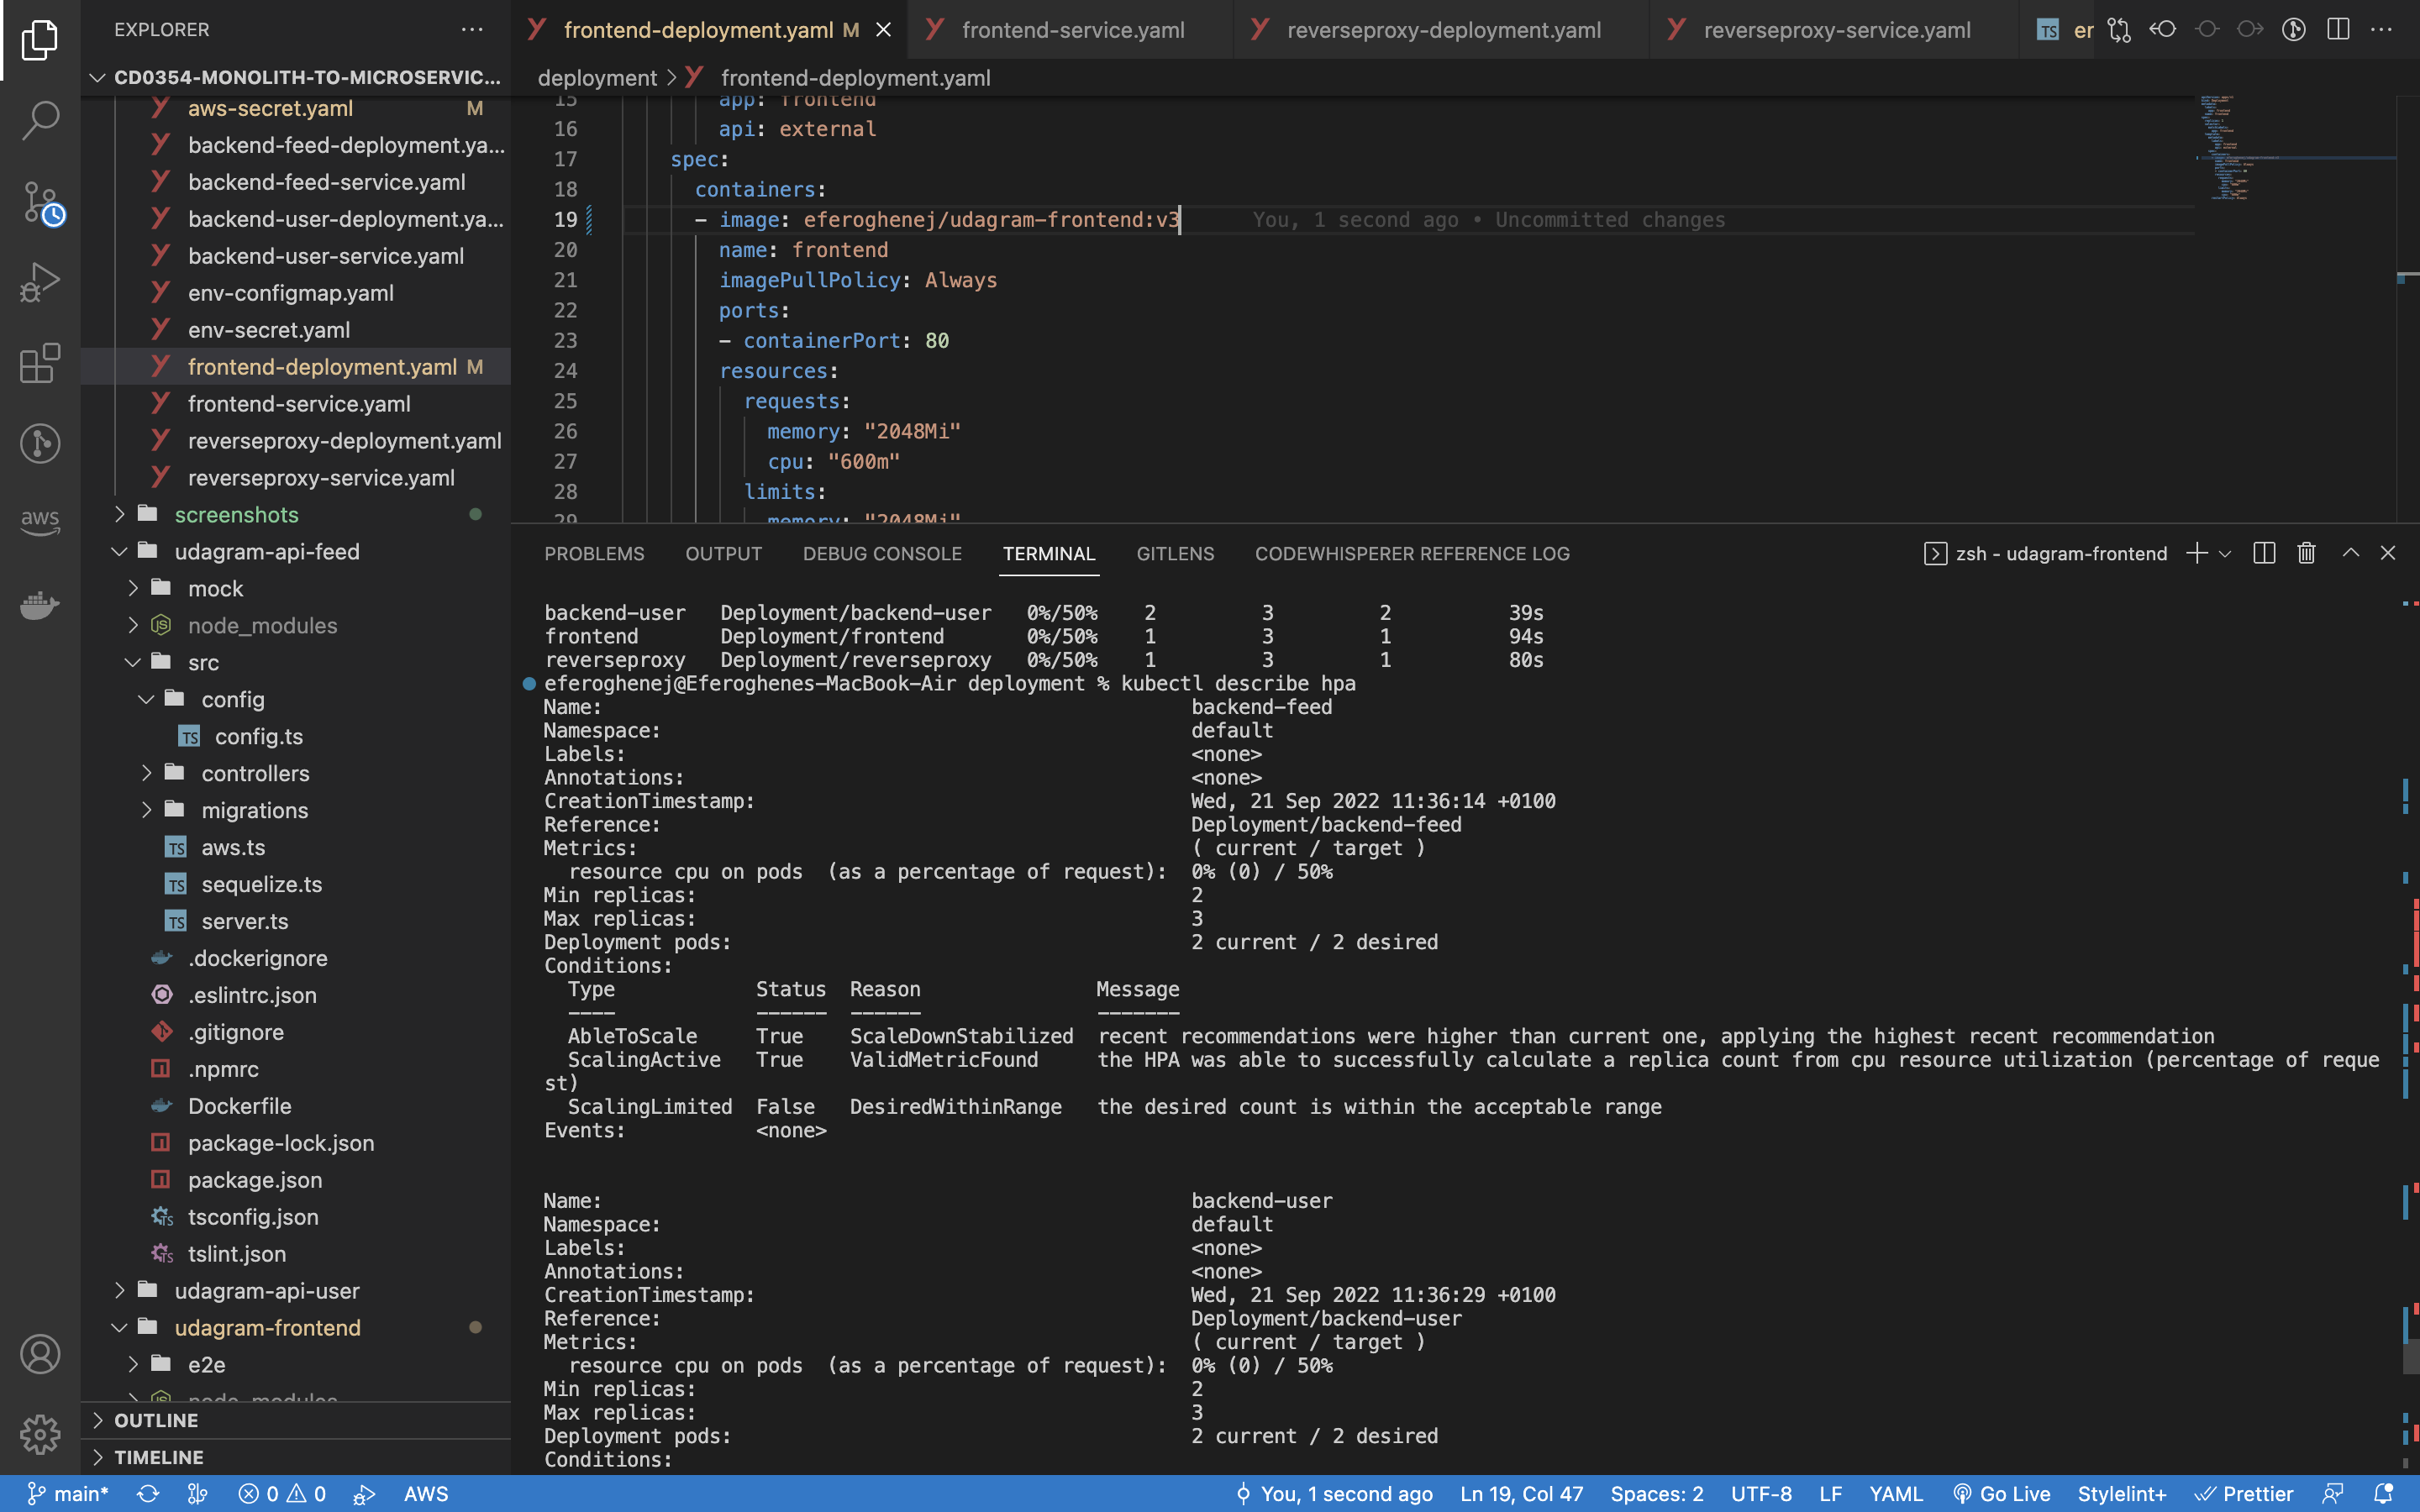 EXPLORER
CD0354-MONOLITH-TO-MICROSERVIC...
aws-secret.yaml M
backend-feed-deployment.ya...
backend-feed-service.yaml
backend-user-deployment.ya...
backend-user-service.yaml
env-configmap.yaml
env-secret.yaml
frontend-deployment.yaml M
frontend-service.yaml
reverseproxy-deployment.yaml
reverseproxy-service.yaml
screenshots
udagram-api-feed
mock
node_modules
src
config
TS config.ts
controllers
migrations
TS aws.ts
TS sequelize.ts
TS server.ts
.dockerignore
.eslintrc.json
.gitignore
.npmrc
Dockerfile
package-lock.json
package.json
tsconfig.json
tslint.json
udagram-api-user
udagram-frontend
e2e
node_modules
OUTLINE
TIMELINE
aws
frontend-deployment.yaml M
frontend-service.yaml
reverseproxy-deployment.yaml
reverseproxy-service.yaml
TS er
deployment > frontend-deployment.yaml
15 app: frontend
16 api: external
17 spec:
18 containers:
19 - image: eferoghenej/udagram-frontend:v3 You, 1 second ago • Uncommitted changes
20 name: frontend
21 imagePullPolicy: Always
22 ports:
23 - containerPort: 80
24 resources:
25 requests:
26 memory: "2048Mi"
27 cpu: "600m"
28 limits:
29 memory: "2048Mi"
PROBLEMS OUTPUT DEBUG CONSOLE TERMINAL GITLENS CODEWHISPERER REFERENCE LOG zsh - udagram-frontend
backend-user Deployment/backend-user 0%/50% 2 3 2 39s
frontend Deployment/frontend 0%/50% 1 3 1 94s
reverseproxy Deployment/reverseproxy 0%/50% 1 3 1 80s
eferoghenej@Eferoghenes-MacBook-Air deployment % kubectl describe hpa
Name: backend-feed
Namespace: default
Labels: <none>
Annotations: <none>
CreationTimestamp: Wed, 21 Sep 2022 11:36:14 +0100
Reference: Deployment/backend-feed
Metrics: ( current / target )
resource cpu on pods (as a percentage of request): 0% (0) / 50%
Min replicas: 2
Max replicas: 3
Deployment pods: 2 current / 2 desired
Conditions:
Type Status Reason Message
---- ------ ------ -------
AbleToScale True ScaleDownStabilized recent recommendations were higher than current one, applying the highest recent recommendation
ScalingActive True ValidMetricFound the HPA was able to successfully calculate a replica count from cpu resource utilization (percentage of reque
st)
ScalingLimited False DesiredWithinRange the desired count is within the acceptable range
Events: <none>
Name: backend-user
Namespace: default
Labels: <none>
Annotations: <none>
CreationTimestamp: Wed, 21 Sep 2022 11:36:29 +0100
Reference: Deployment/backend-user
Metrics: ( current / target )
resource cpu on pods (as a percentage of request): 0% (0) / 50%
Min replicas: 2
Max replicas: 3
Deployment pods: 2 current / 2 desired
Conditions:
main* 0 0 AWS You, 1 second ago Ln 19, Col 47 Spaces: 2 UTF-8 LF YAML Go Live Stylelint+ Prettier